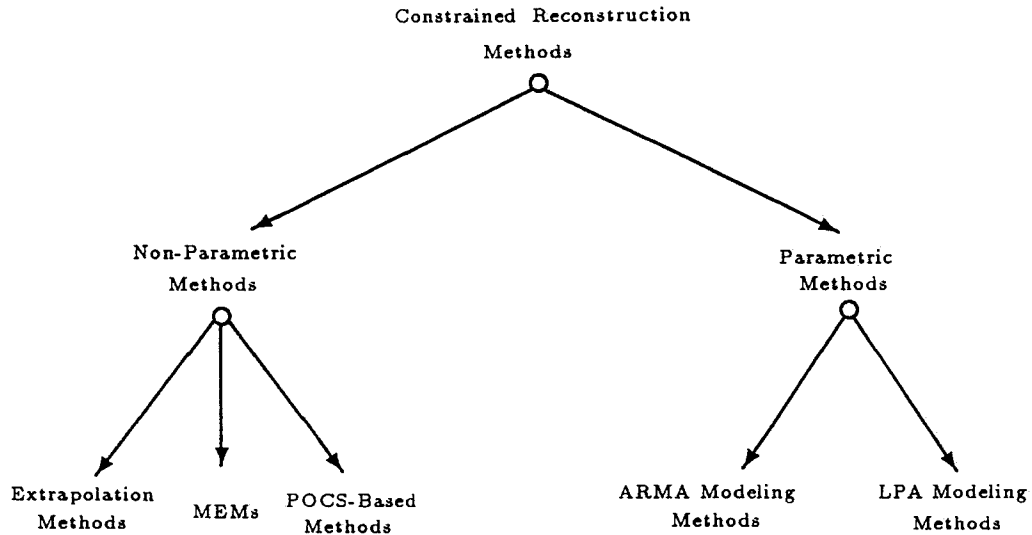 Constrained Reconstruction
Methods
Non-Parametric
Methods
Parametric
Methods
Extrapolation
Methods
MEMs
POCS-Based
Methods
ARMA Modeling
Methods
LPA Modeling
Methods